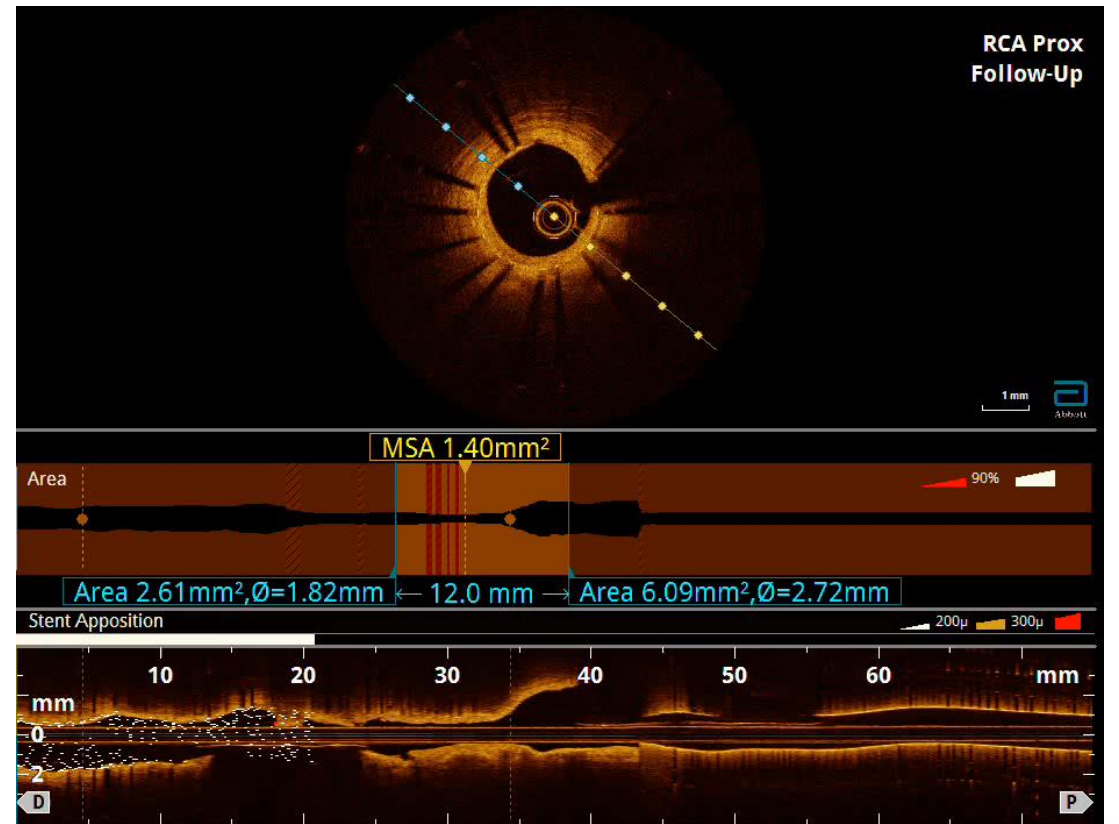 RCA Prox
Follow-Up
1 mm
Abbott
MSA 1.40mm²
Area
90%
Area 2.61mm²,Ø=1.82mm
← 12.0 mm →
Area 6.09mm²,Ø=2.72mm
Stent Apposition
200µ
300µ
10 20 30 40 50 60 mm
mm
0
2
D
P